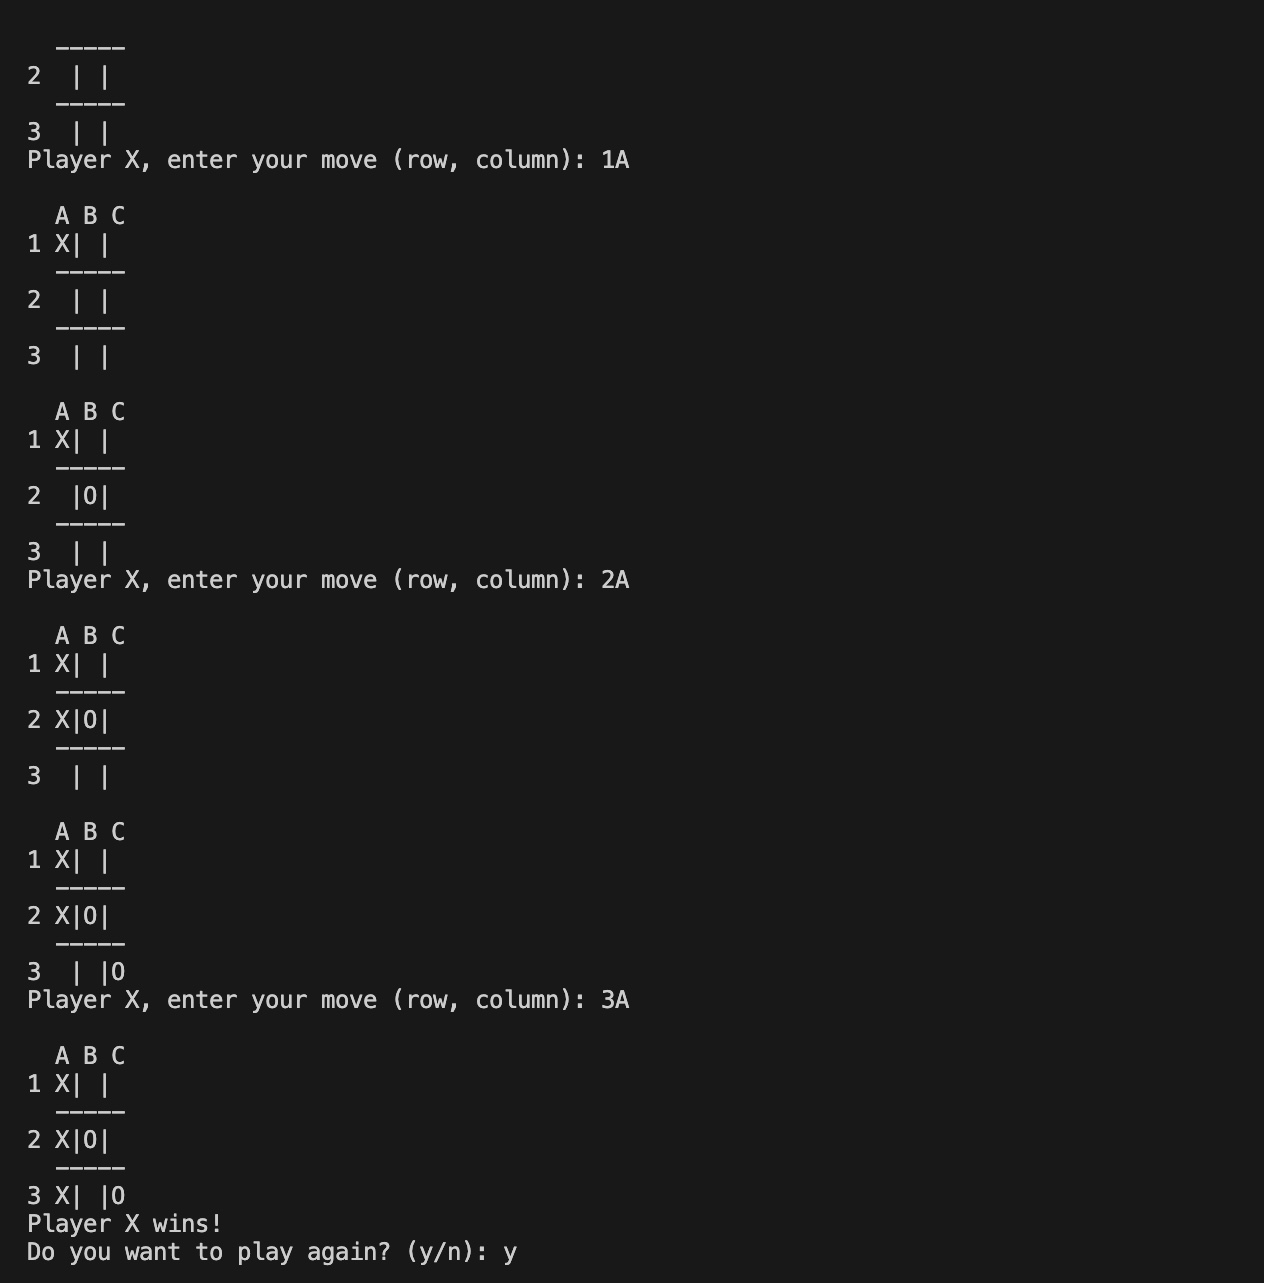 -----
2  | |
  -----
3  | |
Player X, enter your move (row, column): 1A

  A B C
1 X| |
  -----
2  | |
  -----
3  | |

  A B C
1 X| |
  -----
2  |O|
  -----
3  | |
Player X, enter your move (row, column): 2A

  A B C
1 X| |
  -----
2 X|O|
  -----
3  | |

  A B C
1 X| |
  -----
2 X|O|
  -----
3  | |O
Player X, enter your move (row, column): 3A

  A B C
1 X| |
  -----
2 X|O|
  -----
3 X| |O
Player X wins!
Do you want to play again? (y/n): y